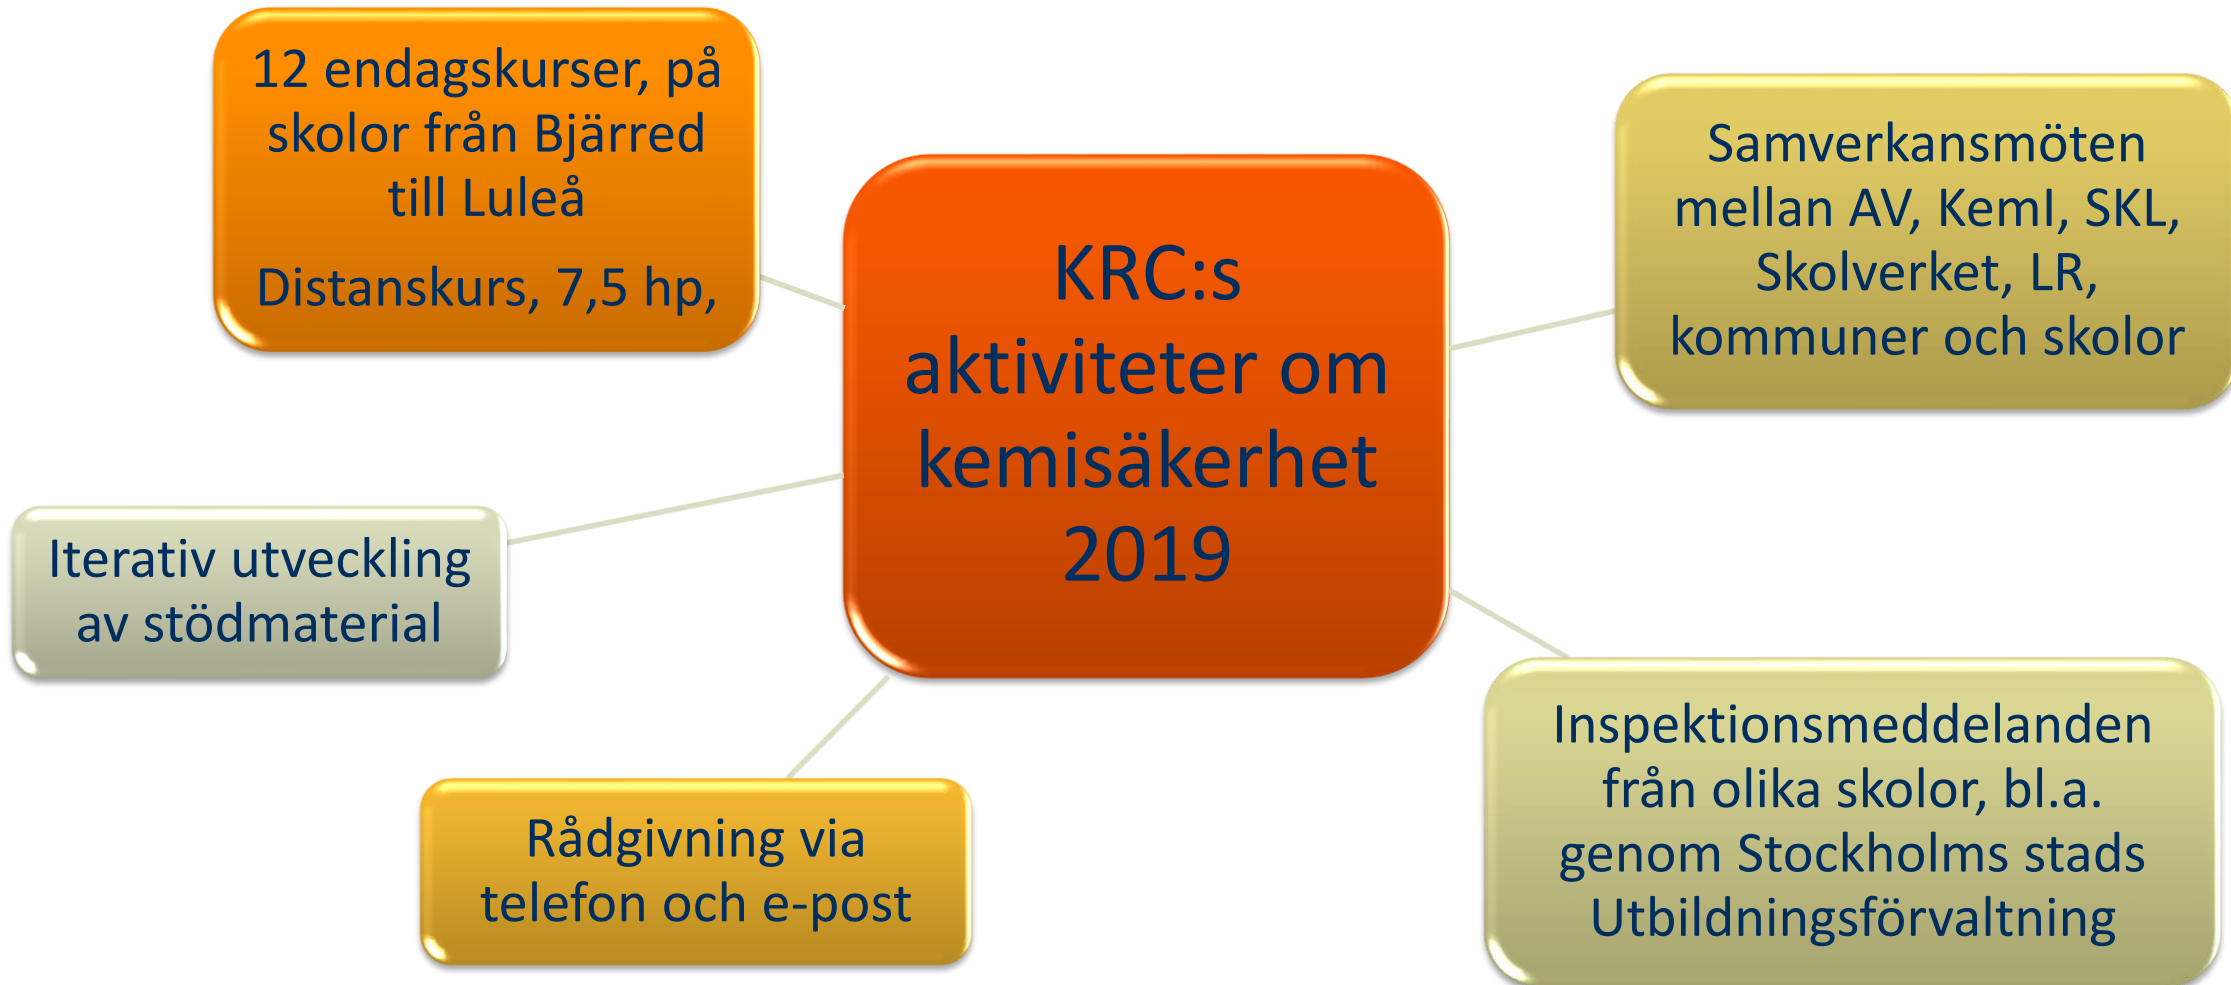 12 endagskurser, på
skolor från Bjärred
till Luleå
Distanskurs, 7,5 hp,
KRC:s
aktiviteter om
kemisäkerhet
2019
Samverkansmöten
mellan AV, KemI, SKL,
Skolverket, LR,
kommuner och skolor
Iterativ utveckling
av stödmaterial
Rådgivning via
telefon och e-post
Inspektionsmeddelanden
från olika skolor, bl.a.
genom Stockholms stads
Utbildningsförvaltning